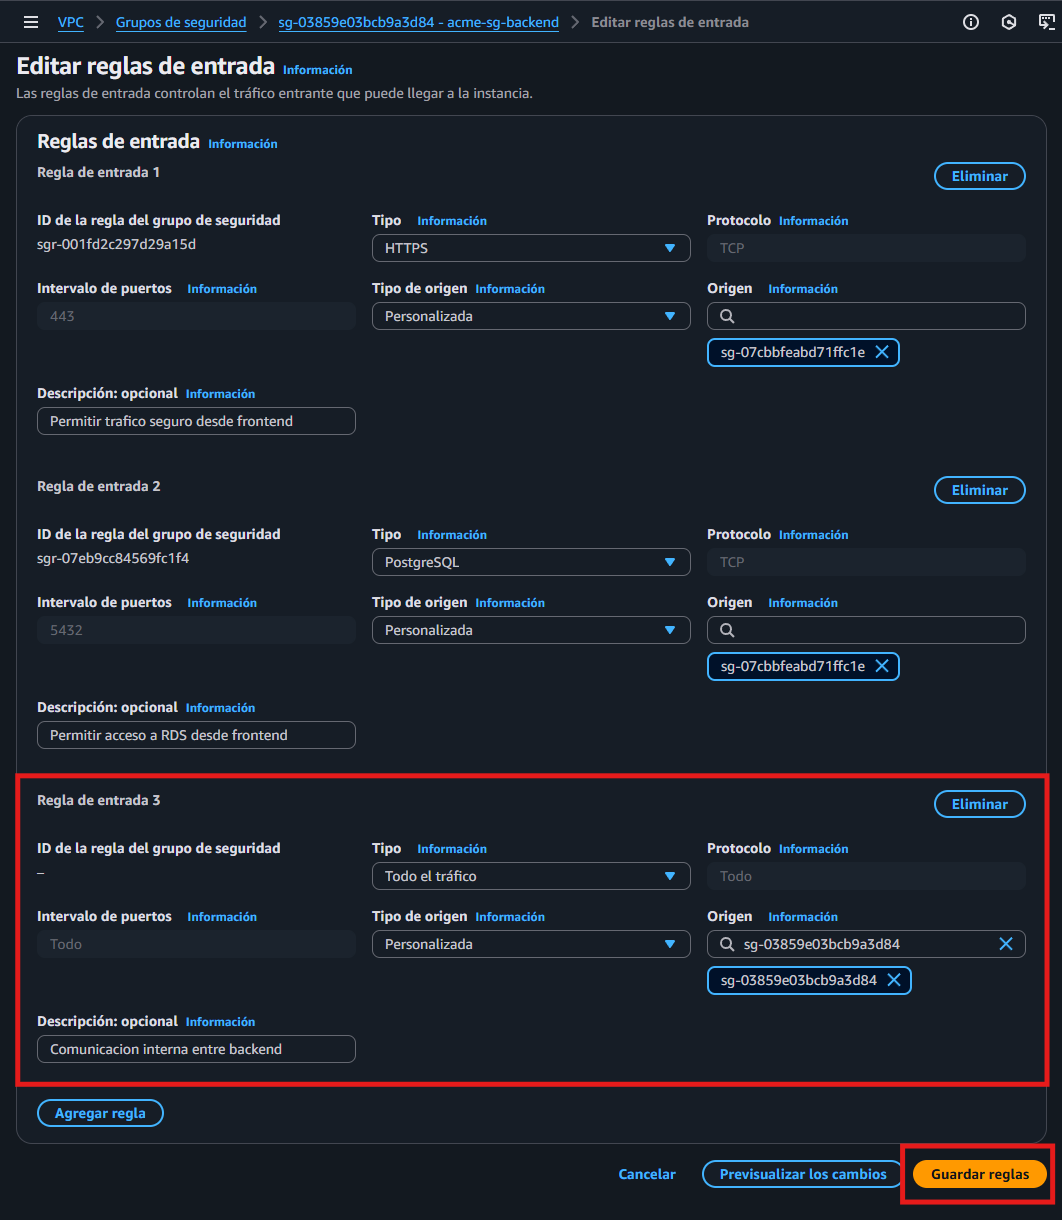 VPC > Grupos de seguridad > sg-03859e03bcb9a3d84 - acme-sg-backend > Editar reglas de entrada
Editar reglas de entrada Información
Las reglas de entrada controlan el tráfico entrante que puede llegar a la instancia.
Reglas de entrada Información
Regla de entrada 1 Eliminar
ID de la regla del grupo de seguridad Tipo Información Protocolo Información
sgr-001fd2c297d29a15d HTTPS TCP
Intervalo de puertos Información Tipo de origen Información Origen Información
443 Personalizada
sg-07cbbfeabd71ffc1e
Descripción: opcional Información
Permitir trafico seguro desde frontend
Regla de entrada 2 Eliminar
ID de la regla del grupo de seguridad Tipo Información Protocolo Información
sgr-07eb9cc84569fc1f4 PostgreSQL TCP
Intervalo de puertos Información Tipo de origen Información Origen Información
5432 Personalizada
sg-07cbbfeabd71ffc1e
Descripción: opcional Información
Permitir acceso a RDS desde frontend
Regla de entrada 3 Eliminar
ID de la regla del grupo de seguridad Tipo Información Protocolo Información
– Todo el tráfico Todo
Intervalo de puertos Información Tipo de origen Información Origen Información
Todo Personalizada sg-03859e03bcb9a3d84
sg-03859e03bcb9a3d84
Descripción: opcional Información
Comunicacion interna entre backend
Agregar regla
Cancelar Previsualizar los cambios Guardar reglas